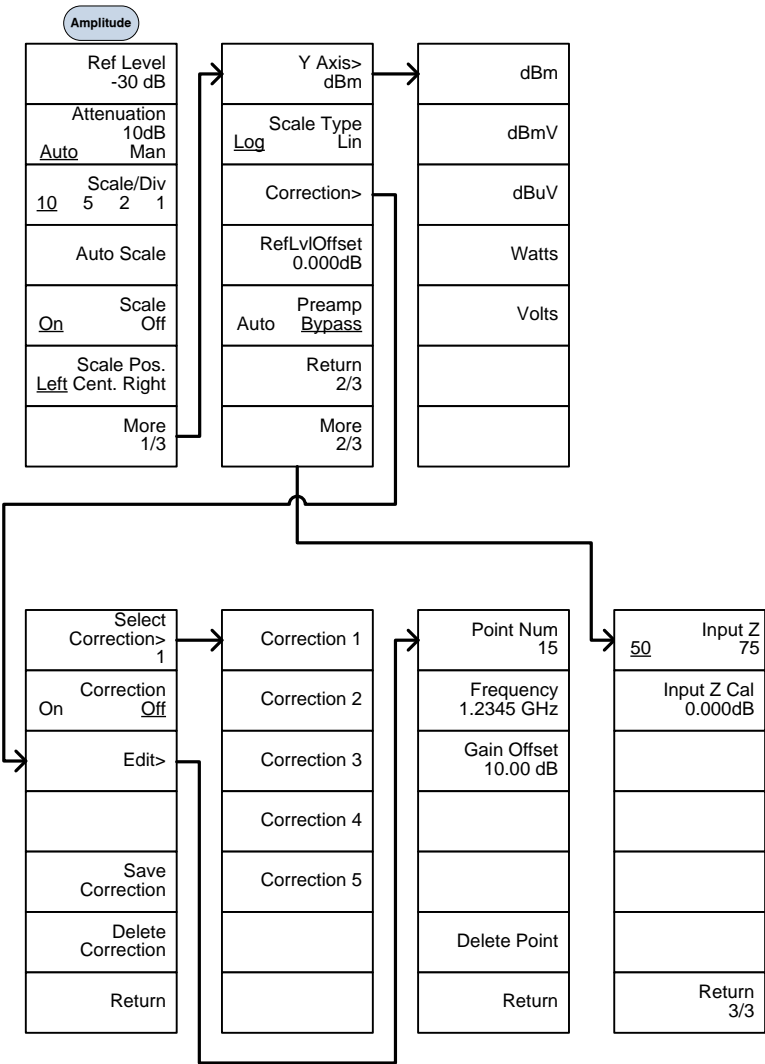 Amplitude
Ref Level
-30 dB
Attenuation
10dB
Auto Man
Scale/Div
10 5 2 1
Auto Scale
Scale
On Off
Scale Pos.
Left Cent. Right
More
1/3
Y Axis>
dBm
Scale Type
Log Lin
Correction>
RefLvlOffset
0.000dB
Preamp
Auto Bypass
Return
2/3
More
2/3
dBm
dBmV
dBuV
Watts
Volts
Select
Correction>
1
Correction
On Off
Edit>
Save
Correction
Delete
Correction
Return
Correction 1
Correction 2
Correction 3
Correction 4
Correction 5
Point Num
15
Frequency
1.2345 GHz
Gain Offset
10.00 dB
Delete Point
Return
Input Z
50 75
Input Z Cal
0.000dB
Return
3/3